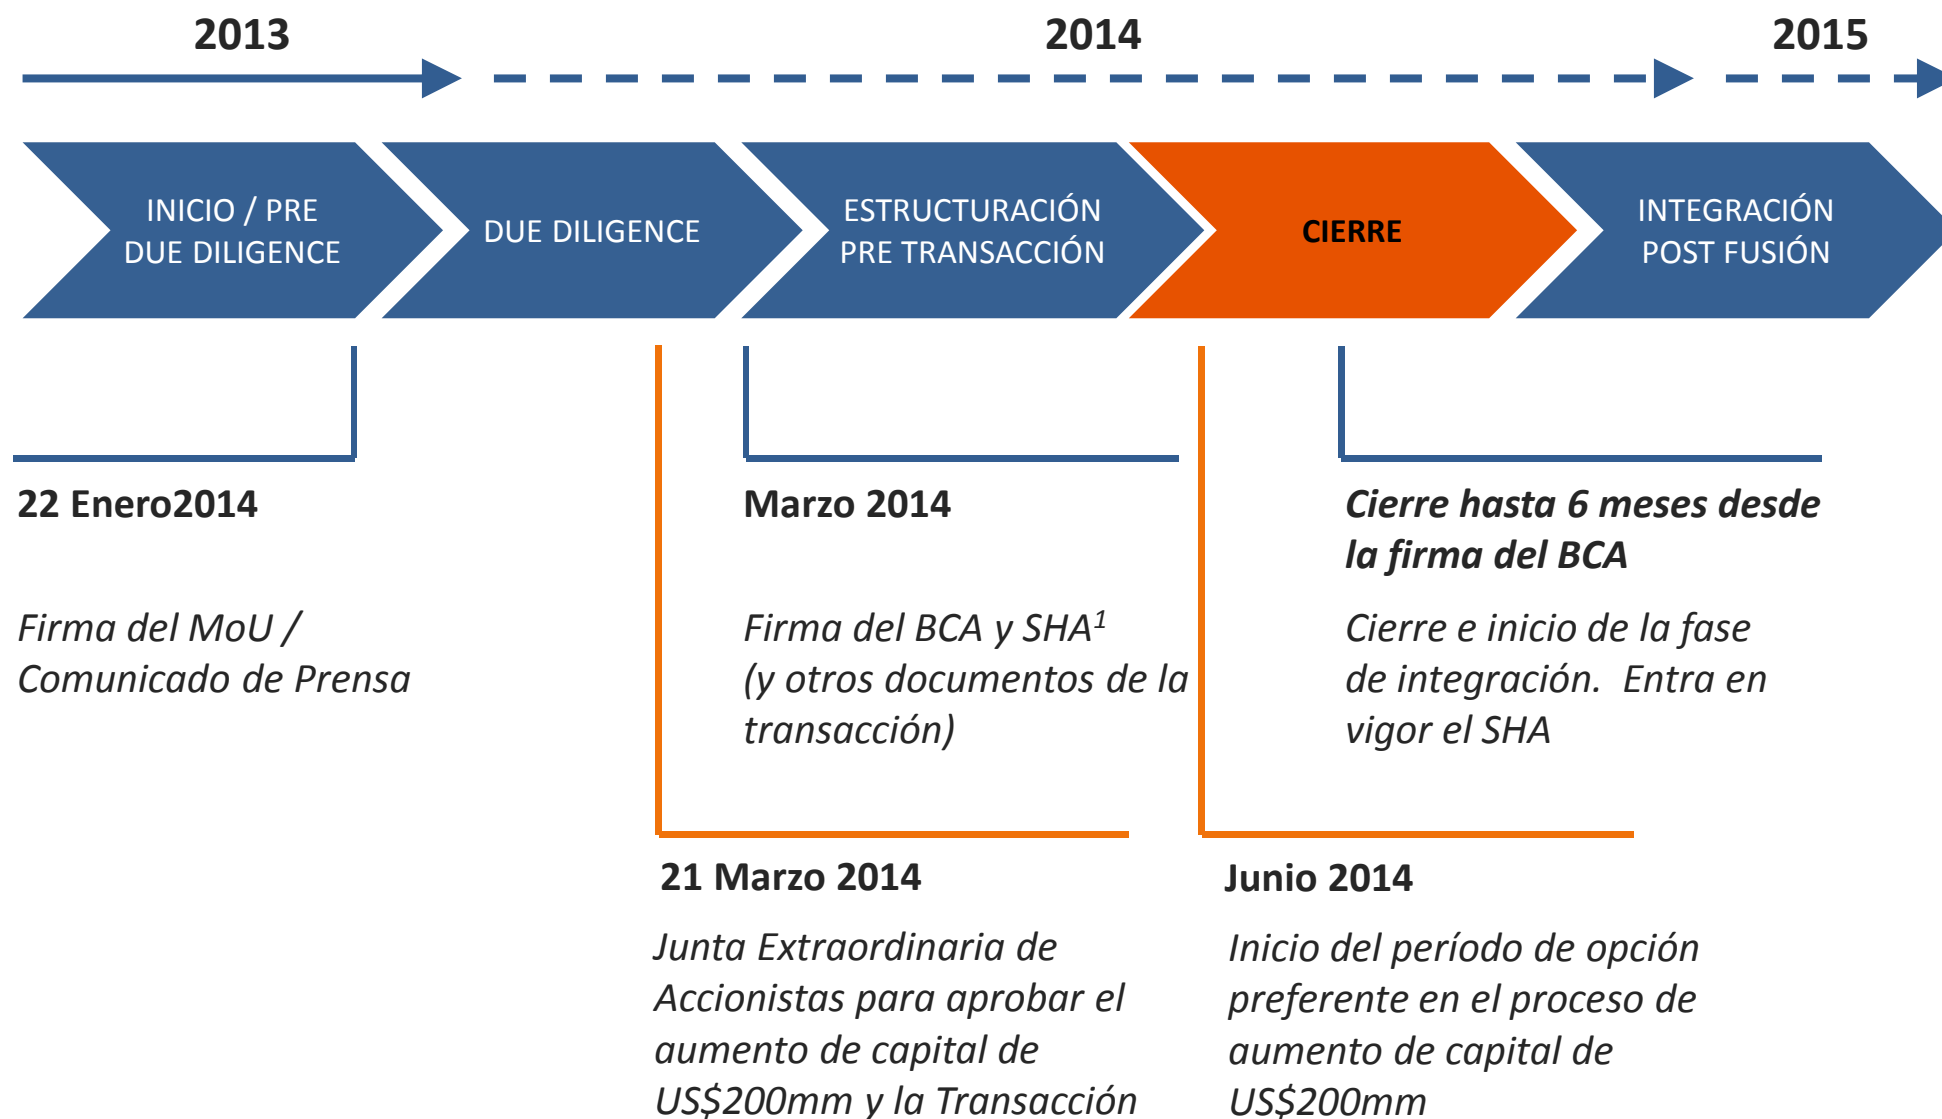 2013
2014
2015
INICIO / PRE
DUE DILIGENCE
DUE DILIGENCE
ESTRUCTURACIÓN
PRE TRANSACCIÓN
CIERRE
INTEGRACIÓN
POST FUSIÓN
22 Enero2014
Firma del MoU /
Comunicado de Prensa
Marzo 2014
Firma del BCA y SHA¹
(y otros documentos de la
transacción)
Cierre hasta 6 meses desde
la firma del BCA
Cierre e inicio de la fase
de integración.  Entra en
vigor el SHA
21 Marzo 2014
Junta Extraordinaria de
Accionistas para aprobar el
aumento de capital de
US$200mm y la Transacción
Junio 2014
Inicio del período de opción
preferente en el proceso de
aumento de capital de
US$200mm